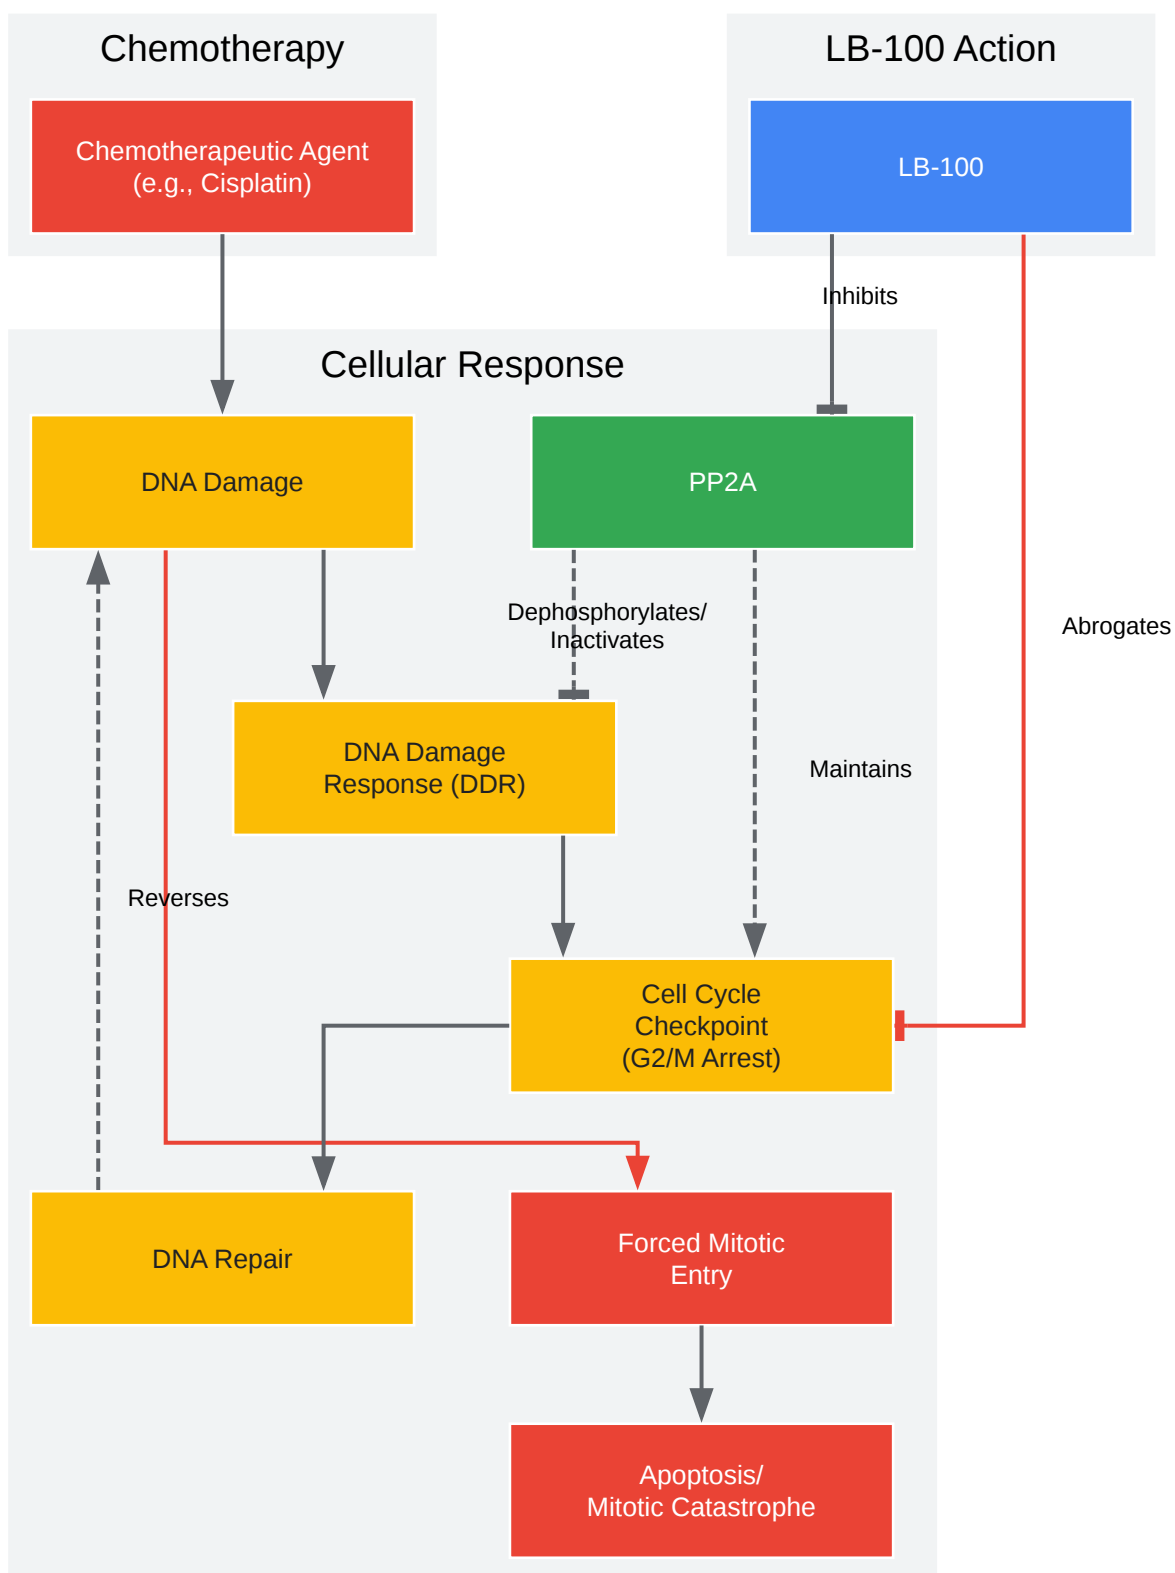 Chemotherapy
LB-100 Action
Chemotherapeutic Agent
(e.g., Cisplatin)
LB-100
Inhibits
Cellular Response
DNA Damage
PP2A
Dephosphorylates/
Inactivates
Abrogates
DNA Damage
Response (DDR)
Maintains
Reverses
Cell Cycle
Checkpoint
(G2/M Arrest)
DNA Repair
Forced Mitotic
Entry
Apoptosis/
Mitotic Catastrophe